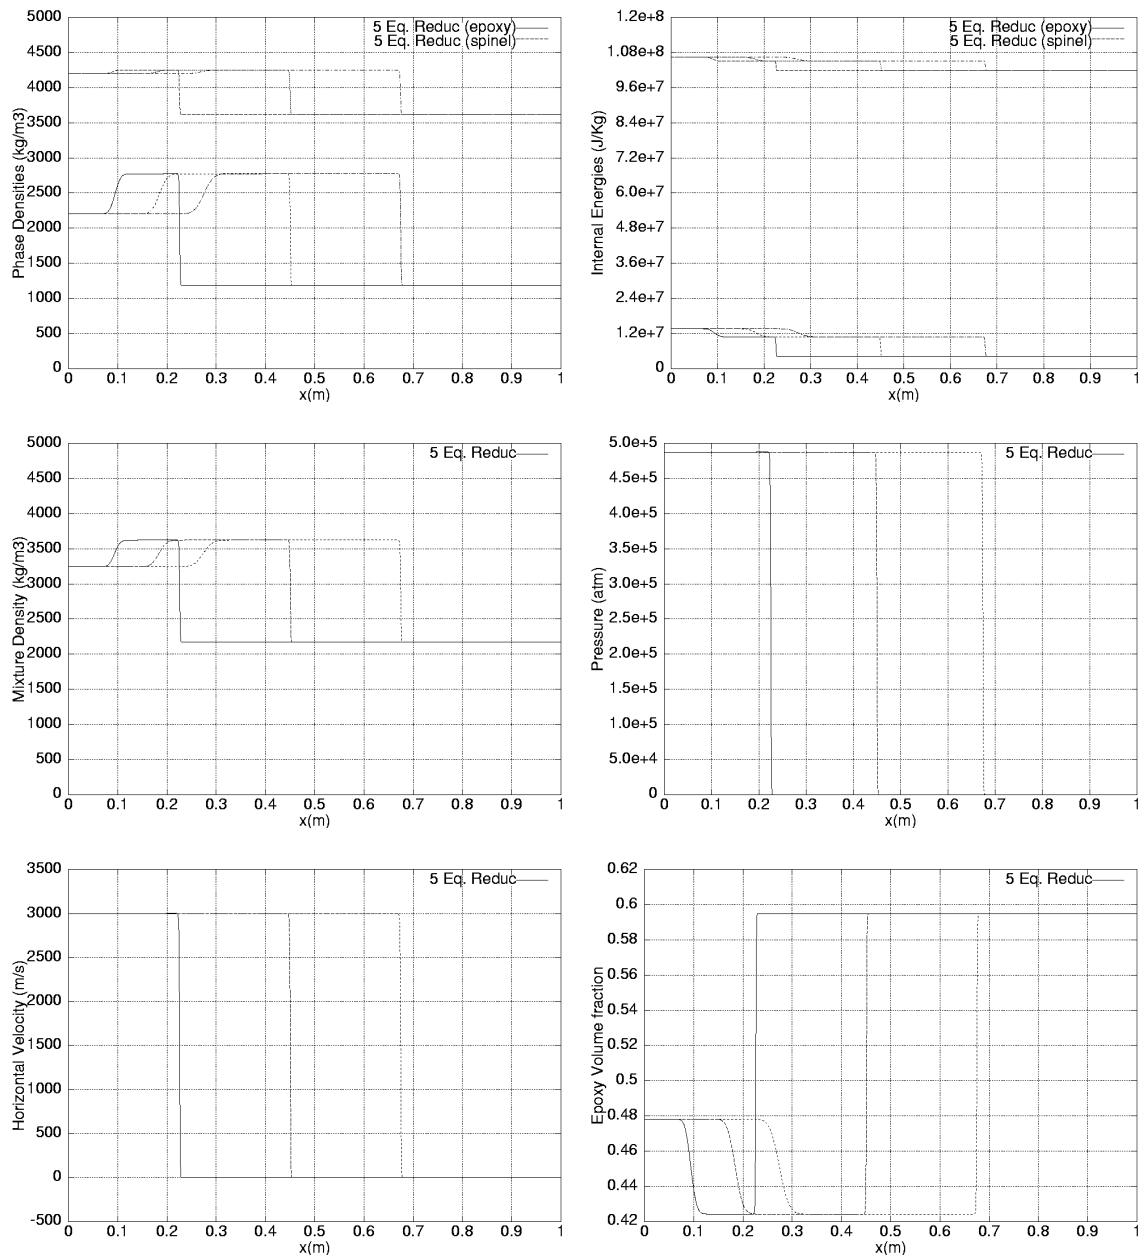 5000
4500
4000
3500
3000
2500
2000
1500
1000
500
0
0 0.1 0.2 0.3 0.4 0.5 0.6 0.7 0.8 0.9 1
x(m)
Phase Densities (kg/m3)
5 Eq. Reduc (epoxy)
5 Eq. Reduc (spinel)
1.2e+8
1.08e+8
9.6e+7
8.4e+7
7.2e+7
6.0e+7
4.8e+7
3.6e+7
2.4e+7
1.2e+7
0
0 0.1 0.2 0.3 0.4 0.5 0.6 0.7 0.8 0.9 1
x(m)
Internal Energies (J/Kg)
5 Eq. Reduc (epoxy)
5 Eq. Reduc (spinel)
5000
4500
4000
3500
3000
2500
2000
1500
1000
500
0
0 0.1 0.2 0.3 0.4 0.5 0.6 0.7 0.8 0.9 1
x(m)
Mixture Density (kg/m3)
5 Eq. Reduc
5.0e+5
4.5e+5
4.0e+5
3.5e+5
3.0e+5
2.5e+5
2.0e+5
1.5e+5
1.0e+5
5.0e+4
0
0 0.1 0.2 0.3 0.4 0.5 0.6 0.7 0.8 0.9 1
x(m)
Pressure (atm)
5 Eq. Reduc
3500
3000
2500
2000
1500
1000
500
0
-500
0 0.1 0.2 0.3 0.4 0.5 0.6 0.7 0.8 0.9 1
x(m)
Horizontal Velocity (m/s)
5 Eq. Reduc
0.62
0.6
0.58
0.56
0.54
0.52
0.5
0.48
0.46
0.44
0.42
0 0.1 0.2 0.3 0.4 0.5 0.6 0.7 0.8 0.9 1
x(m)
Epoxy Volume fraction
5 Eq. Reduc